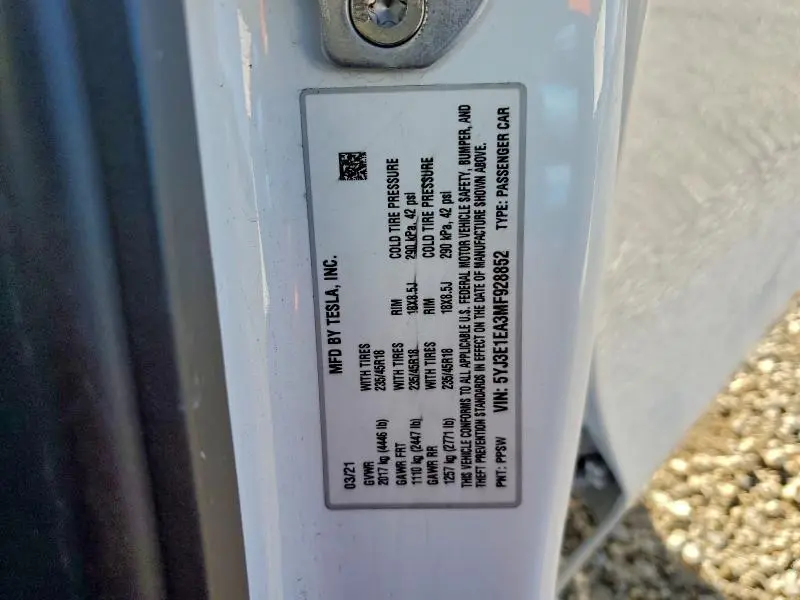 MFD BY TESLA, INC.
03/21
GVWR WITH TIRES
2017 kg (4446 lb) 235/45R18
GAWR FRT WITH TIRES RIM COLD TIRE PRESSURE
1110 kg (2447 lb) 235/45R18 18X8.5J 290 kPa, 42 psi
GAWR RR WITH TIRES RIM COLD TIRE PRESSURE
1257 kg (2771 lb) 235/45R18 18X8.5J 290 kPa, 42 psi
THIS VEHICLE CONFORMS TO ALL APPLICABLE U.S. FEDERAL MOTOR VEHICLE SAFETY, BUMPER, AND
THEFT PREVENTION STANDARDS IN EFFECT ON THE DATE OF MANUFACTURE SHOWN ABOVE.
PNT: PPSW VIN: 5YJ3E1EA3MF928852 TYPE: PASSENGER CAR